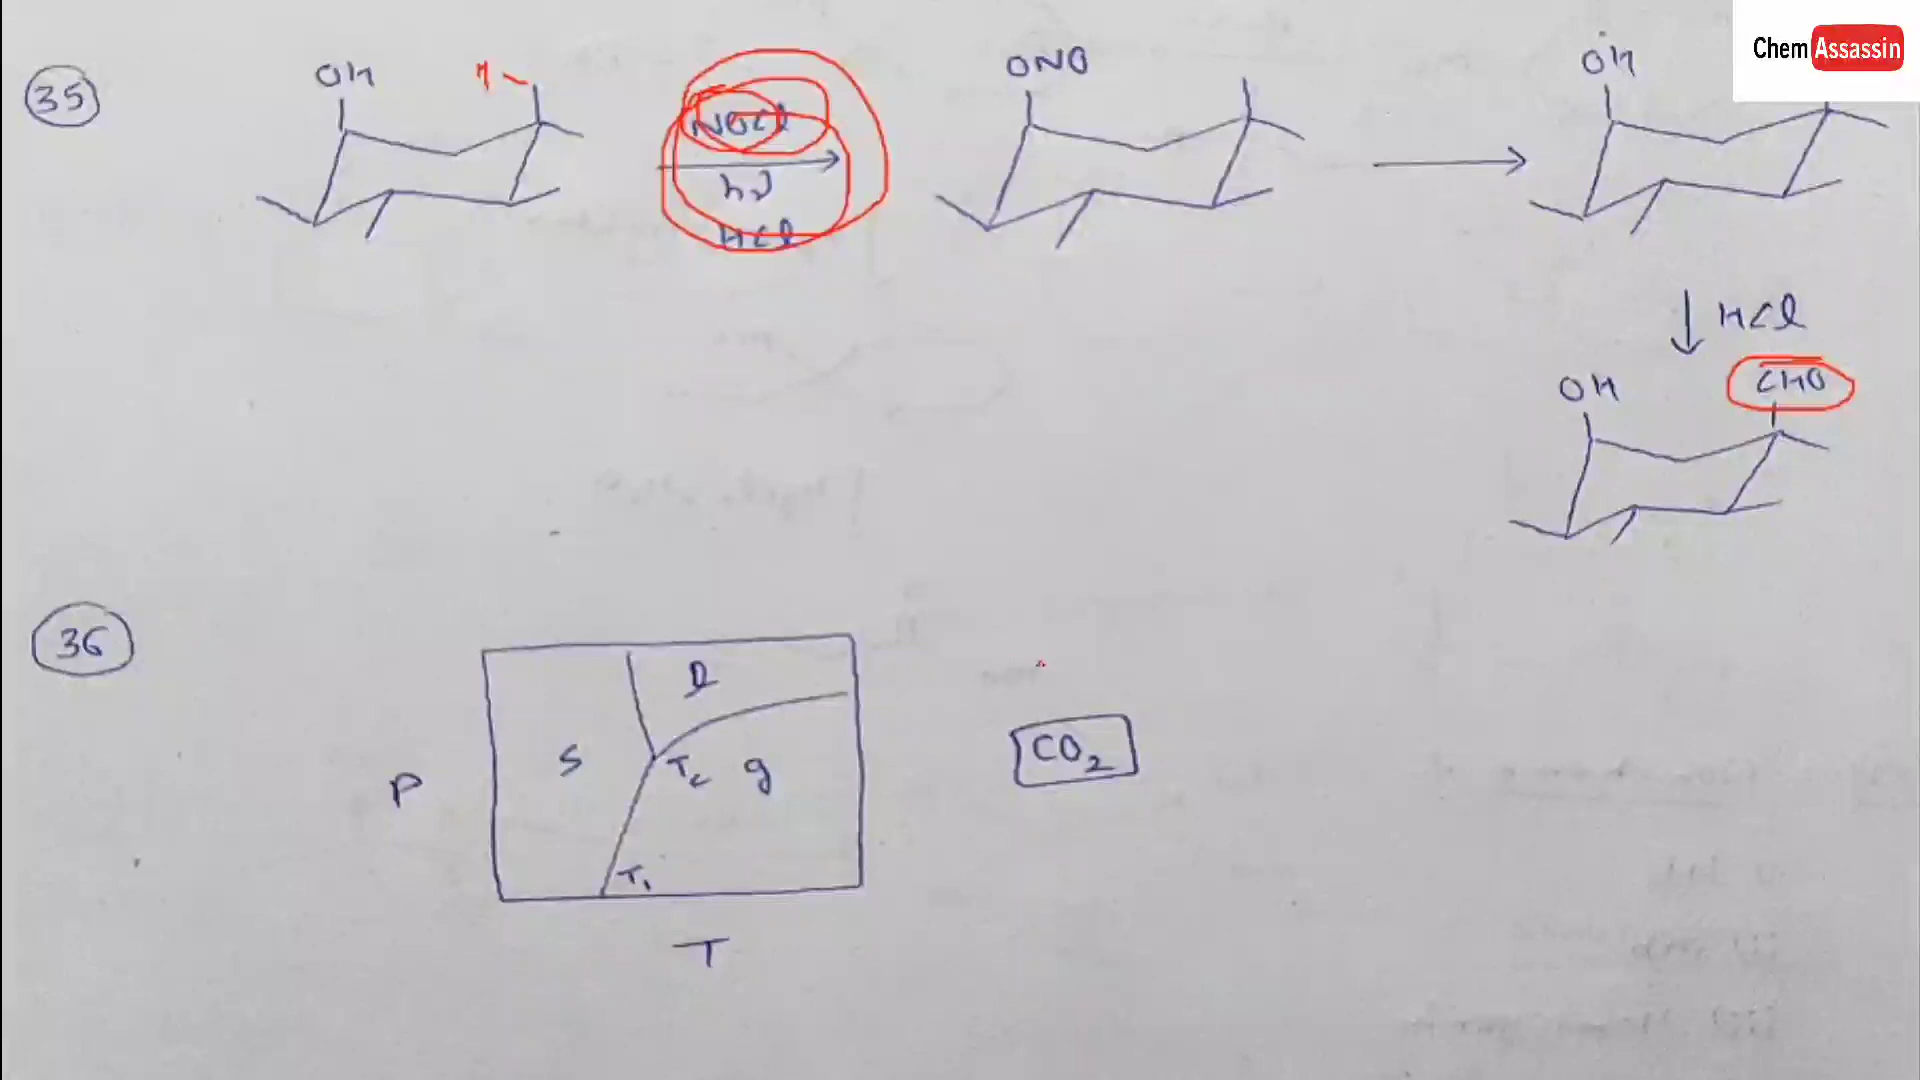 Chem Assassin
35
OH
H
NOCl
hν
HCl
ONO
OH
HCl
OH
CHO
36
P
S
l
g
Tc
T1
T
CO2